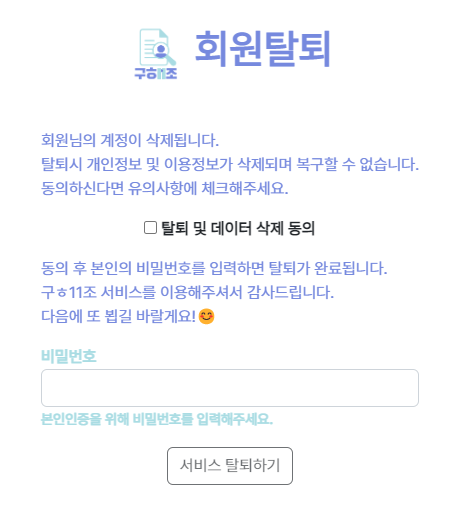 회원탈퇴
구ㅎ11조
회원님의 계정이 삭제됩니다.
탈퇴시 개인정보 및 이용정보가 삭제되며 복구할 수 없습니다.
동의하신다면 유의사항에 체크해주세요.
탈퇴 및 데이터 삭제 동의
동의 후 본인의 비밀번호를 입력하면 탈퇴가 완료됩니다.
구ㅎ11조 서비스를 이용해주셔서 감사드립니다.
다음에 또 뵙길 바랄게요!😊
비밀번호
본인인증을 위해 비밀번호를 입력해주세요.
서비스 탈퇴하기